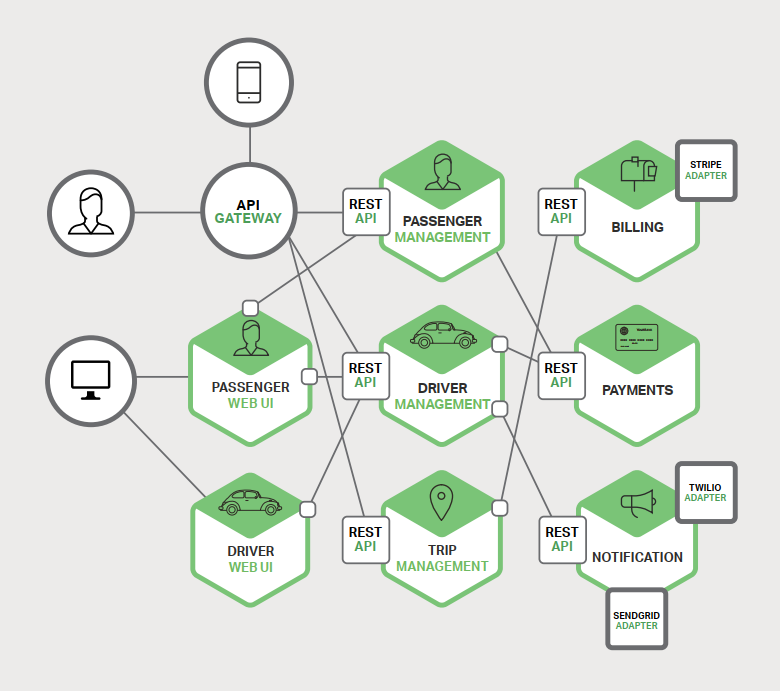 API
GATEWAY
REST
API
PASSENGER
MANAGEMENT
REST
API
BILLING
STRIPE
ADAPTER
PASSENGER
WEB UI
REST
API
DRIVER
MANAGEMENT
REST
API
PAYMENTS
DRIVER
WEB UI
REST
API
TRIP
MANAGEMENT
REST
API
NOTIFICATION
TWILIO
ADAPTER
SENDGRID
ADAPTER